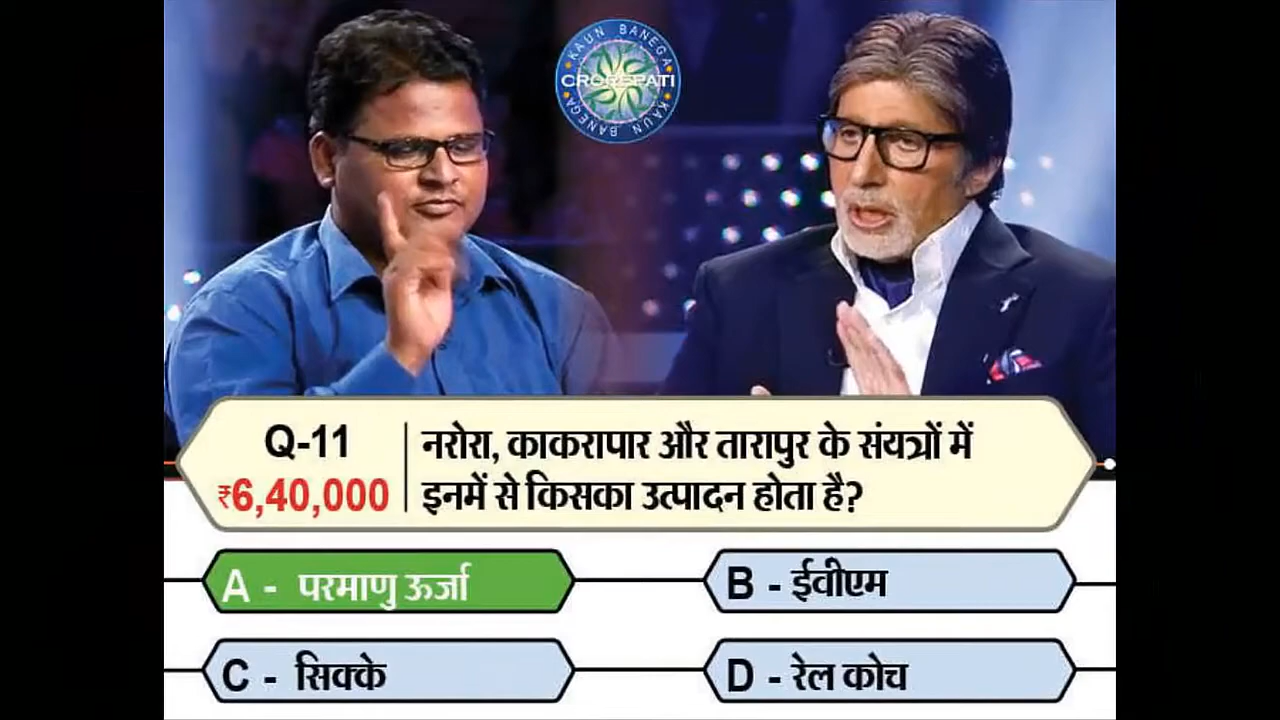 KAUN BANEGA
CROREPATI
KAUN BANEGA
Q-11
₹6,40,000
नरोरा, काकरापार और तारापुर के संयत्रों में
इनमें से किसका उत्पादन होता है?
A - परमाणु ऊर्जा
B - ईवीएम
C - सिक्के
D - रेल कोच